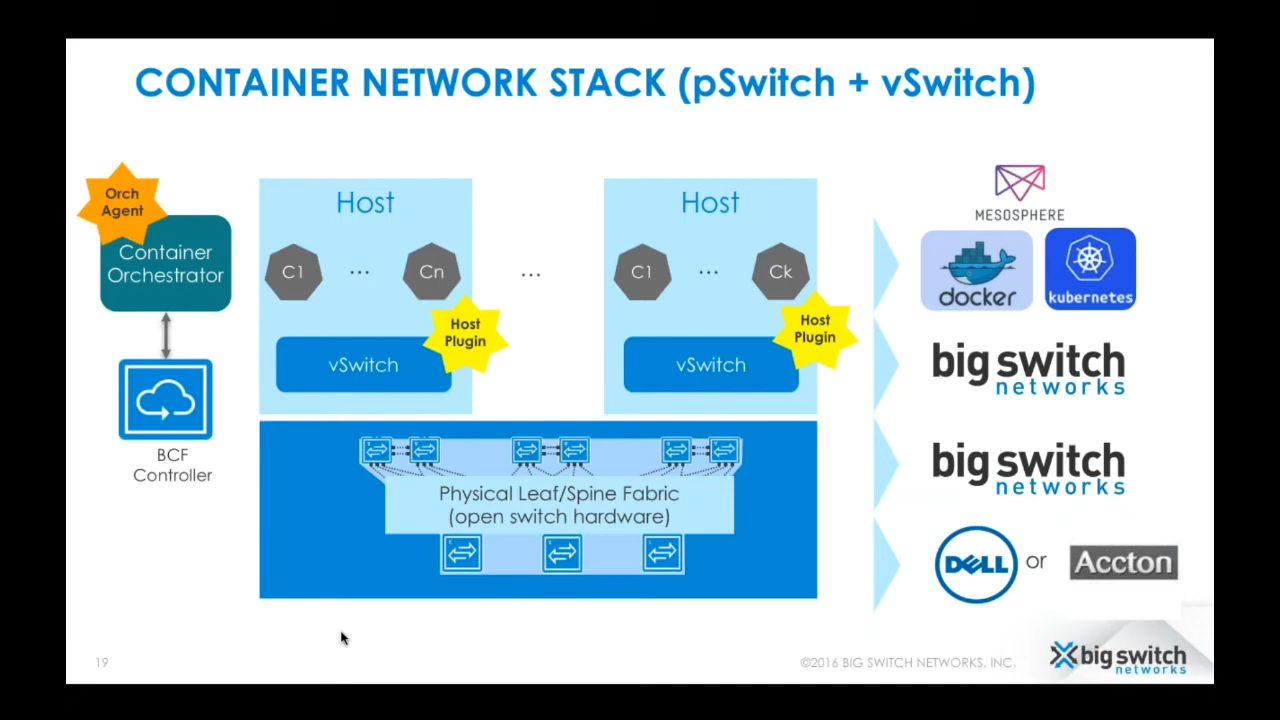 CONTAINER NETWORK STACK (pSwitch + vSwitch)
Orch
Agent
Container
Orchestrator
BCF
Controller
Host
C1
...
Cn
Host
Plugin
vSwitch
...
Host
C1
...
Ck
Host
Plugin
vSwitch
Physical Leaf/Spine Fabric
(open switch hardware)
MESOSPHERE
docker
kubernetes
big switch
networks
big switch
networks
DELL
or
Accton
19
©2016 BIG SWITCH NETWORKS, INC.
big switch
networks